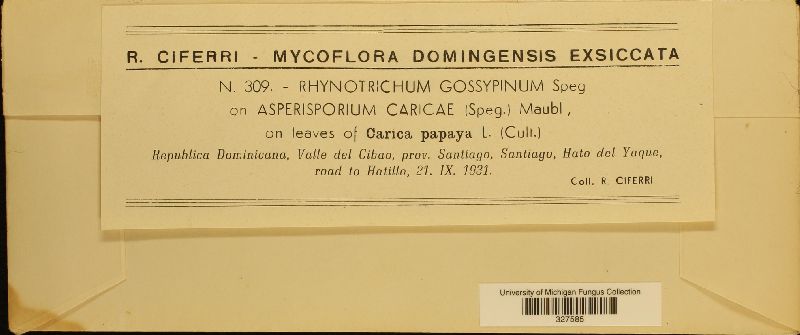 R. CIFERRI - MYCOFLORA DOMINGENSIS EXSICCATA
N. 309. - RHYNOTRICHUM GOSSYPINUM Speg
on ASPERISPORIUM CARICAE (Speg.) Maubl,
on leaves of Carica papaya L. (Cult.)
Republica Dominicana, Valle del Cibao, prov. Santiago, Santiago, Hato del Yaque,
road to Hatillo, 21. IX. 1931.
Coll. R. CIFERRI
University of Michigan Fungus Collection
327585